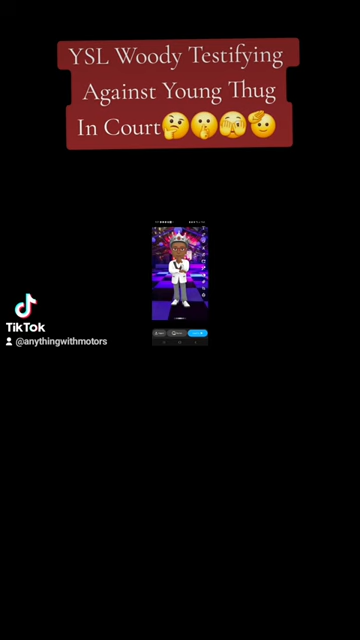 YSL Woody Testifying
Against Young Thug
In Court🤔🤫🫣🫡
TikTok
@anythingwithmotors